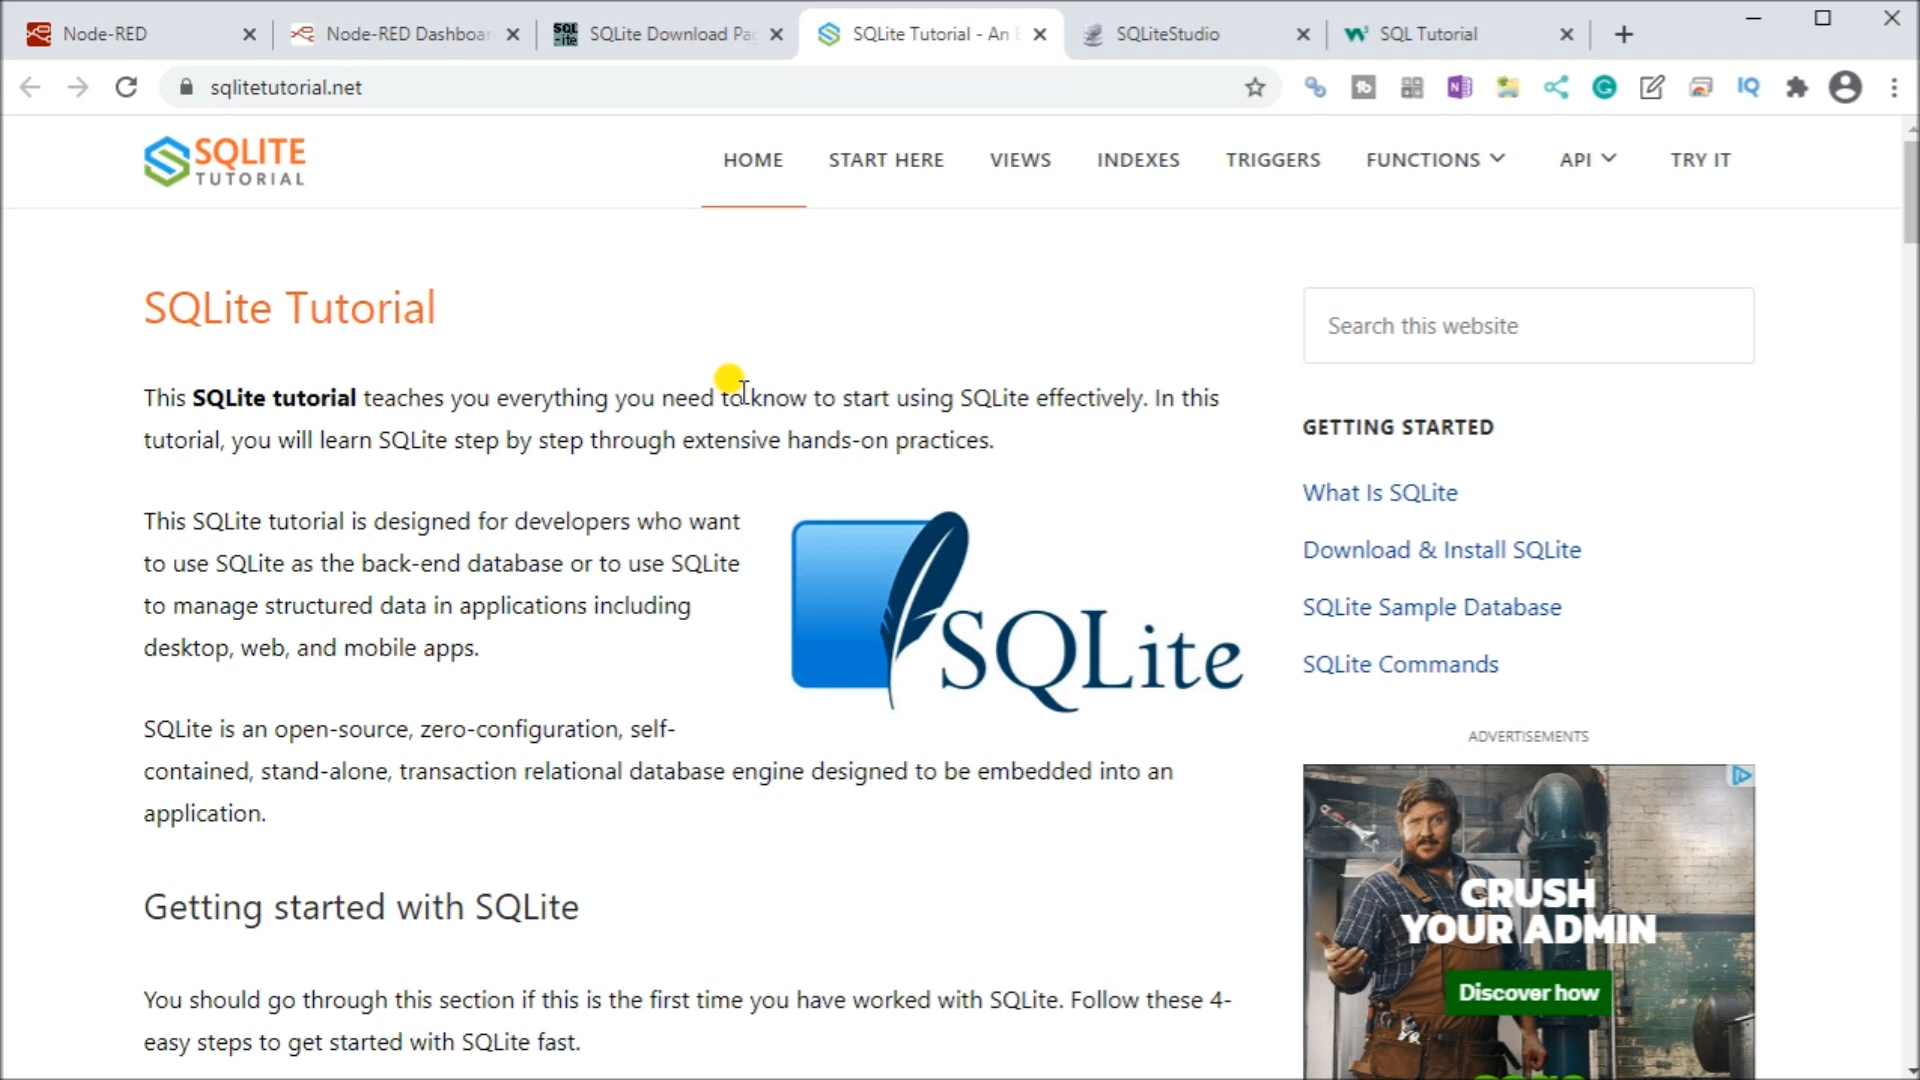 Node-RED
Node-RED Dashboar
SQLite Download Pa
SQLite Tutorial - An
SQLiteStudio
SQL Tutorial
sqlitetutorial.net
SQLITE
TUTORIAL
HOME
START HERE
VIEWS
INDEXES
TRIGGERS
FUNCTIONS
API
TRY IT
SQLite Tutorial
This SQLite tutorial teaches you everything you need to know to start using SQLite effectively. In this
tutorial, you will learn SQLite step by step through extensive hands-on practices.
This SQLite tutorial is designed for developers who want
to use SQLite as the back-end database or to use SQLite
to manage structured data in applications including
desktop, web, and mobile apps.
SQLite
SQLite is an open-source, zero-configuration, self-
contained, stand-alone, transaction relational database engine designed to be embedded into an
application.
Getting started with SQLite
You should go through this section if this is the first time you have worked with SQLite. Follow these 4-
easy steps to get started with SQLite fast.
Search this website
GETTING STARTED
What Is SQLite
Download & Install SQLite
SQLite Sample Database
SQLite Commands
ADVERTISEMENTS
CRUSH
YOUR ADMIN
Discover how